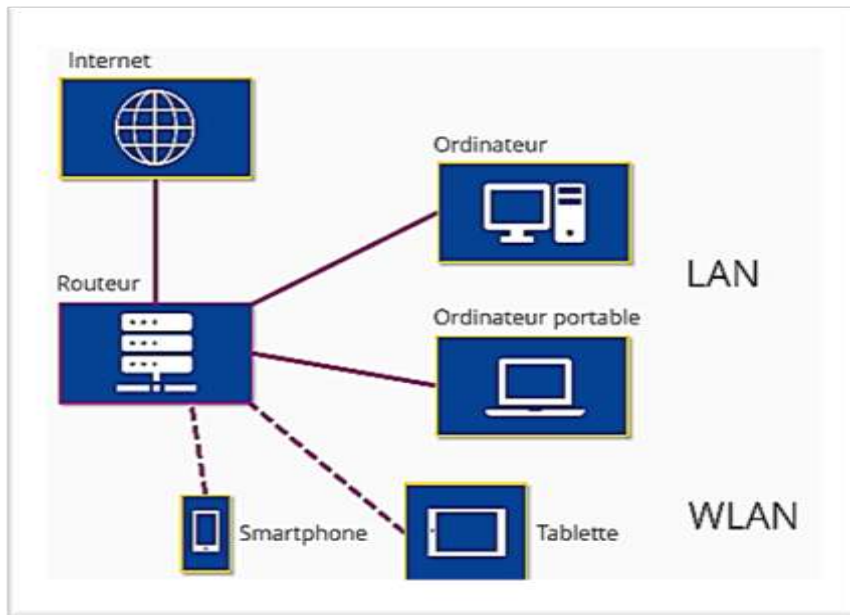 Internet
Ordinateur
LAN
Routeur
Ordinateur portable
Smartphone
Tablette
WLAN